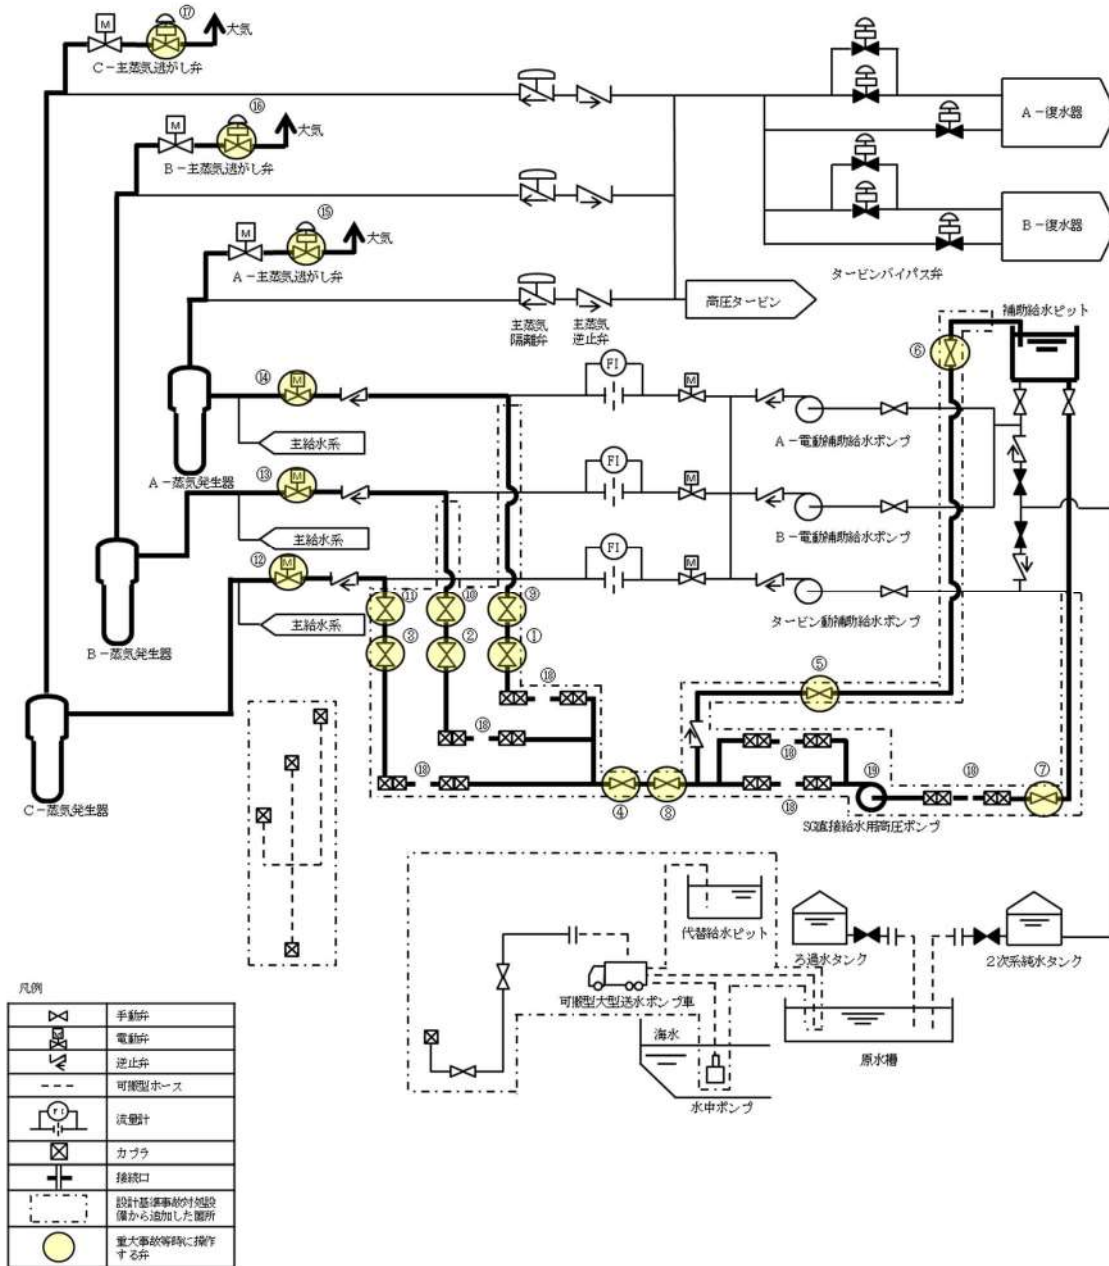 ⑰
M
大気
C－主蒸気逃がし弁
⑯
M
大気
B－主蒸気逃がし弁
A－復水器
⑮
M
大気
A－主蒸気逃がし弁
B－復水器
タービンバイパス弁
高圧タービン
主蒸気
隔離弁
主蒸気
逆止弁
補助給水ピット
⑥
⑭
M
FI
M
主給水系
A－電動補助給水ポンプ
A－蒸気発生器
⑬
M
FI
M
主給水系
B－電動補助給水ポンプ
⑫
M
FI
M
⑪
⑩
⑨
主給水系
タービン動補助給水ポンプ
B－蒸気発生器
③
②
①
⑤
⑱
⑱
⑱
⑱
⑲
⑱
⑦
C－蒸気発生器
④
⑧
⑱
SG直接給水用高圧ポンプ
代替給水ピット
ろ過水タンク
2次系純水タンク
可搬型大型送水ポンプ車
海水
原水槽
水中ポンプ
凡例
手動弁
M
電動弁
逆止弁
可搬型ホース
FI
流量計
カプラ
接続口
設計基準事故対処設
備から追加した箇所
重大事故等時に操作
する弁